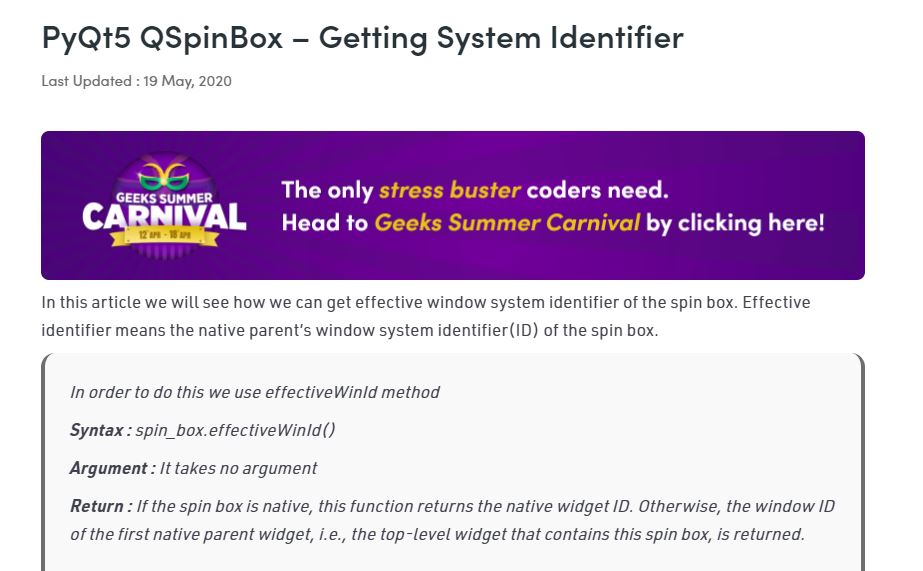 PyQt5 QSpinBox – Getting System Identifier
Last Updated : 19 May, 2020
GEEKS SUMMER
CARNIVAL
12th APR - 18th APR
The only stress buster coders need.
Head to Geeks Summer Carnival by clicking here!
In this article we will see how we can get effective window system identifier of the spin box. Effective
identifier means the native parent's window system identifier(ID) of the spin box.
In order to do this we use effectiveWinId method
Syntax : spin_box.effectiveWinId()
Argument : It takes no argument
Return : If the spin box is native, this function returns the native widget ID. Otherwise, the window ID
of the first native parent widget, i.e., the top-level widget that contains this spin box, is returned.